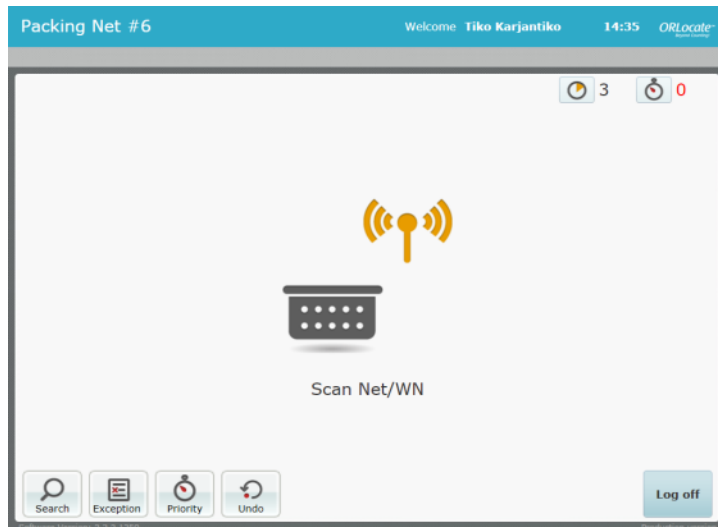 Packing Net #6
Welcome Tiko Karjantiko
14:35
ORLocate
3
0
Scan Net/WN
Search
Exception
Priority
Undo
Log off